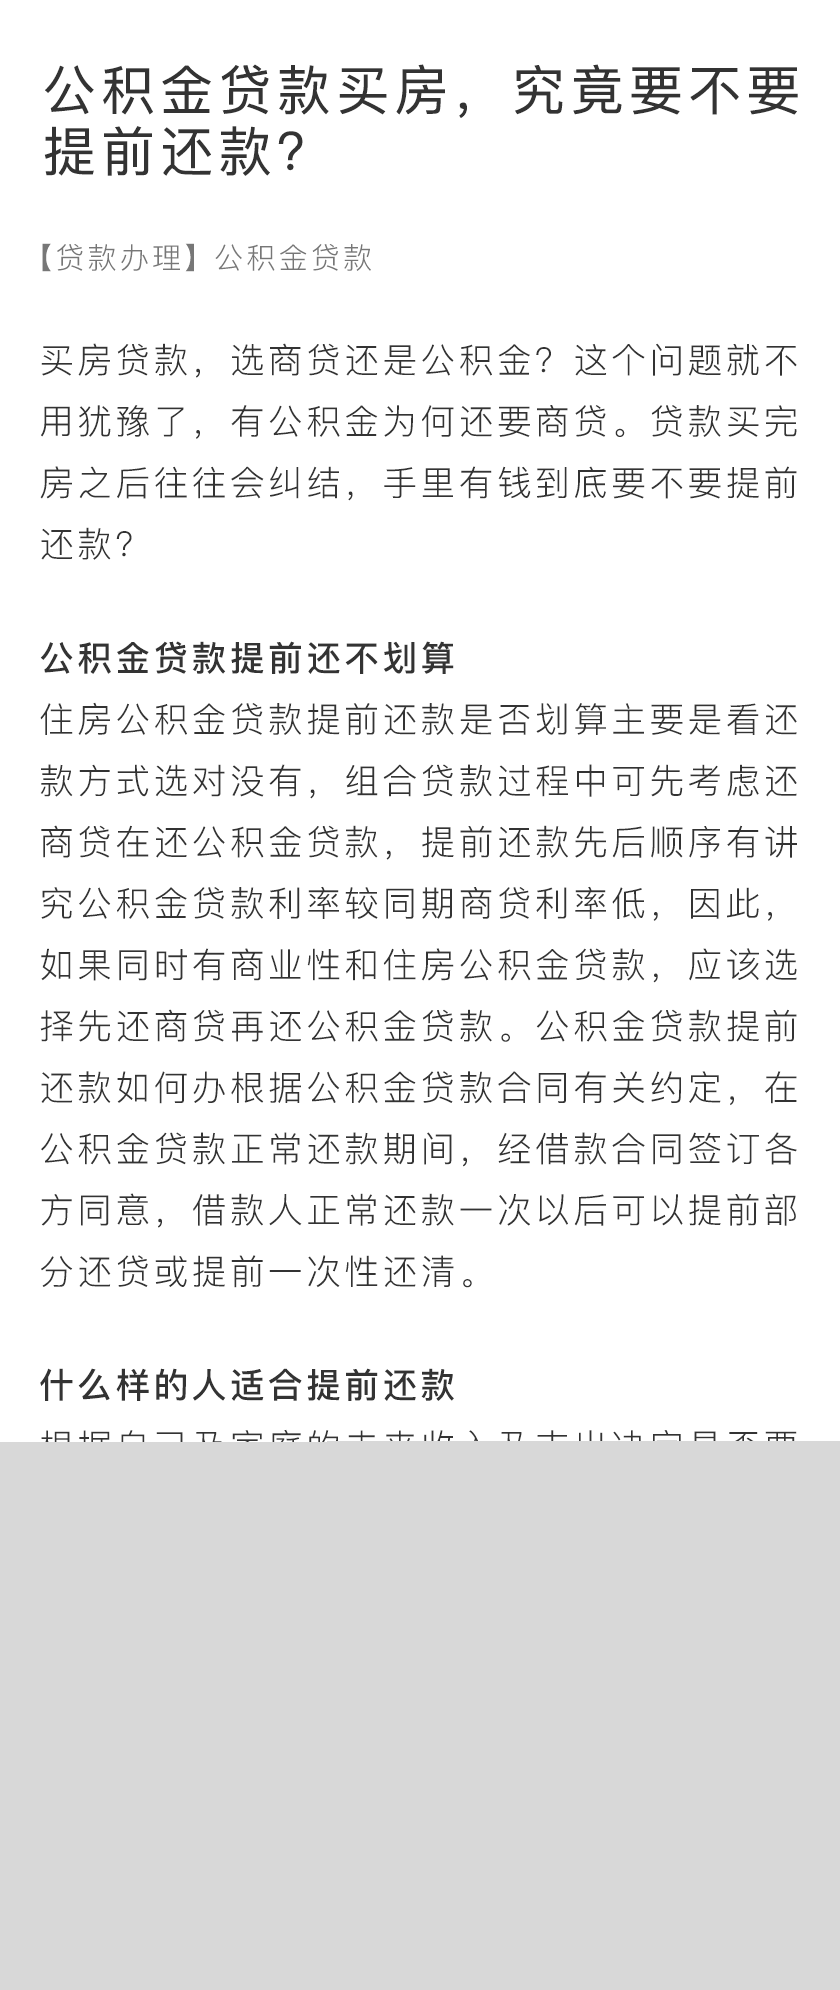 公积金贷款买房，究竟要不要
提前还款？
【贷款办理】公积金贷款
买房贷款，选商贷还是公积金？这个问题就不
用犹豫了，有公积金为何还要商贷。贷款买完
房之后往往会纠结，手里有钱到底要不要提前
还款？
公积金贷款提前还不划算
住房公积金贷款提前还款是否划算主要是看还
款方式选对没有，组合贷款过程中可先考虑还
商贷在还公积金贷款，提前还款先后顺序有讲
究公积金贷款利率较同期商贷利率低，因此，
如果同时有商业性和住房公积金贷款，应该选
择先还商贷再还公积金贷款。公积金贷款提前
还款如何办根据公积金贷款合同有关约定，在
公积金贷款正常还款期间，经借款合同签订各
方同意，借款人正常还款一次以后可以提前部
分还贷或提前一次性还清。
什么样的人适合提前还款